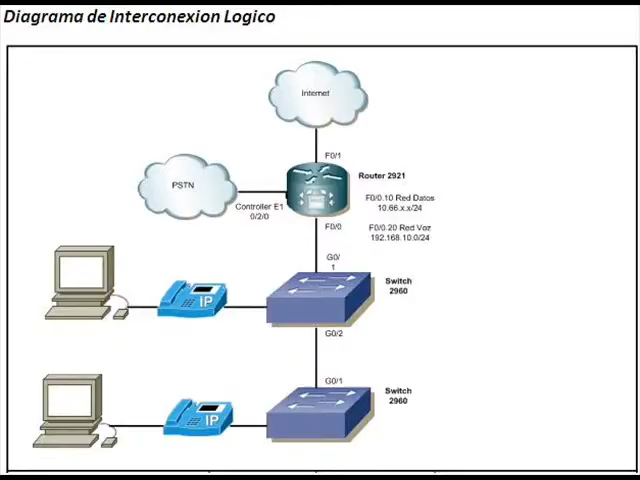 Diagrama de Interconexion Logico
Internet
F0/1
Router 2921
PSTN
F0/0.10 Red Datos
10.66.x.x/24
Controller E1
0/2/0
F0/0
F0/0.20 Red Voz
192.168.10.0/24
G0/
1
Switch
2960
IP
G0/2
G0/1
Switch
2960
IP